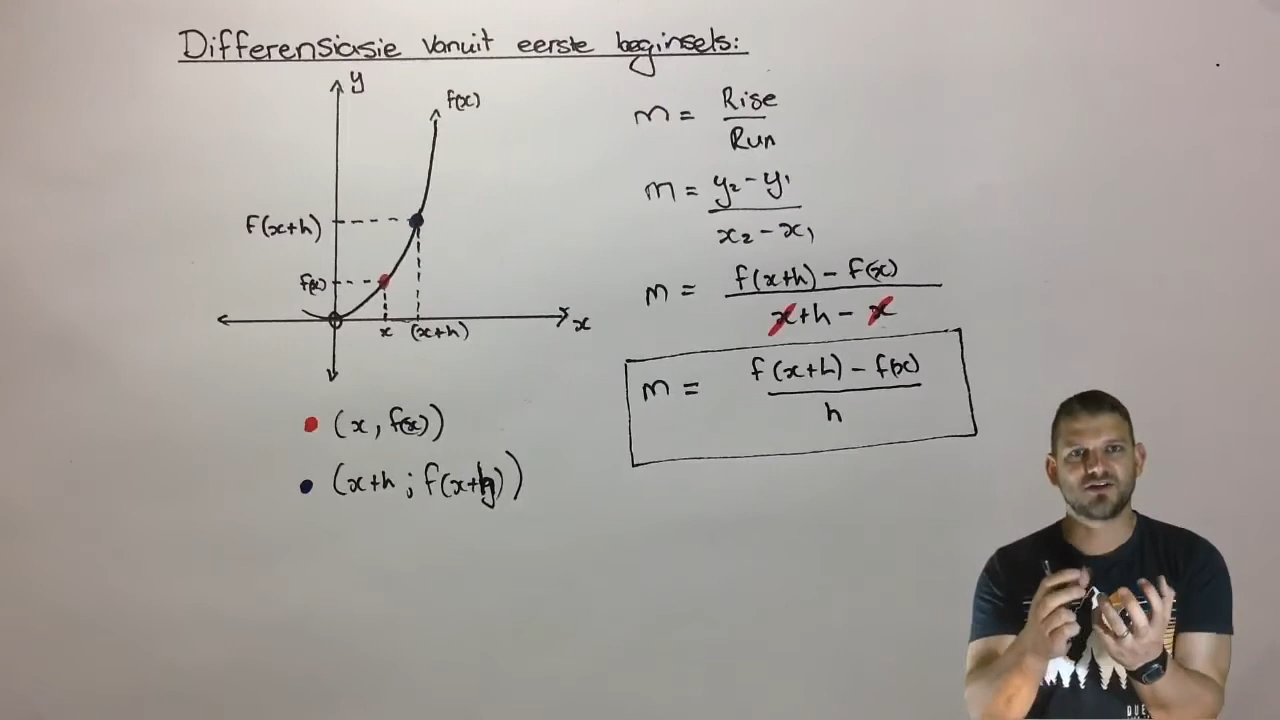 Differensiasie vanuit eerste beginsels:
y
f(x)
F(x+h)
f(x)
x
(x+h)
x
(x, f(x))
(x+h ; f(x+h))
m = Rise
Run
m = y₂ - y₁
x₂ - x₁
m = f(x+h) - f(x)
x+h - x
m = f(x+h) - f(x)
h